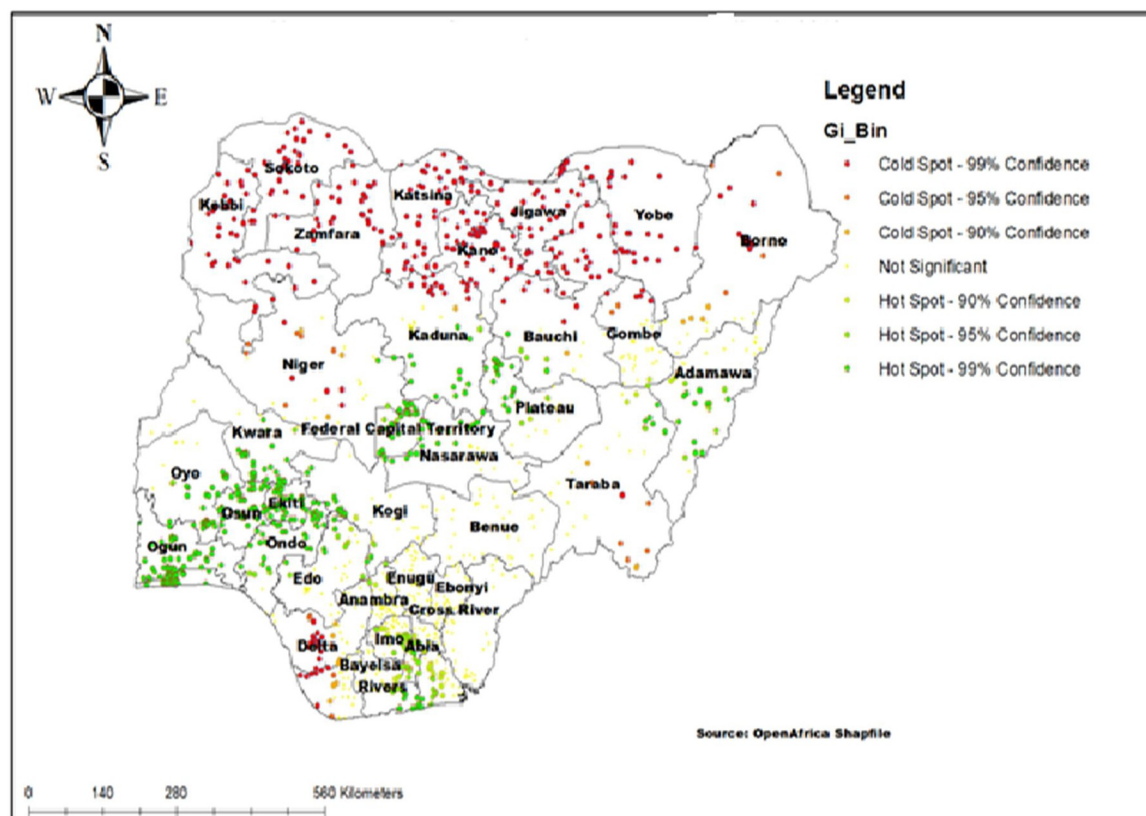 N
W E
S
Legend
Gi_Bin
Cold Spot - 99% Confidence
Cold Spot - 95% Confidence
Cold Spot - 90% Confidence
Not Significant
Hot Spot - 90% Confidence
Hot Spot - 95% Confidence
Hot Spot - 99% Confidence
Sokoto
Kebbi
Katsina
Jigawa
Yobe
Zamfara
Kano
Borno
Kaduna
Bauchi
Gombe
Niger
Adamawa
Plateau
Kwara
Federal Capital Territory
Nasarawa
Oyo
Taraba
Ekiti
Osun
Kogi
Benue
Ogun
Ondo
Edo
Enugu
Ebonyi
Anambra
Cross River
Delta
Imo
Abia
Bayelsa
Rivers
Source: OpenAfrica Shapfile
0 140 280 560 Kilometers